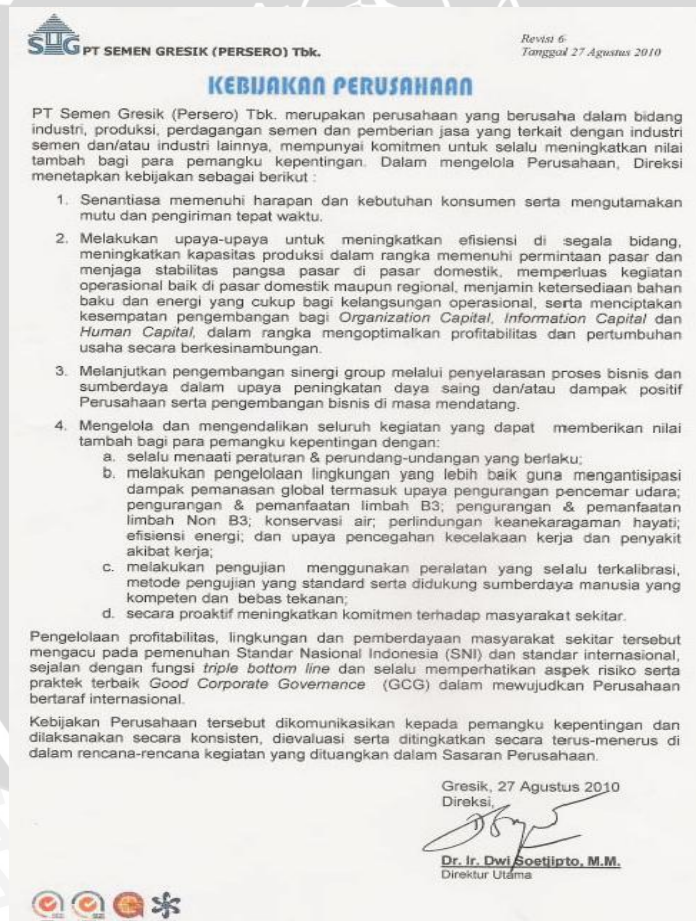 SG PT SEMEN GRESIK (PERSERO) Tbk.
Revisi 6
Tanggal 27 Agustus 2010
KEBIJAKAN PERUSAHAAN
PT Semen Gresik (Persero) Tbk. merupakan perusahaan yang berusaha dalam bidang
industri, produksi, perdagangan semen dan pemberian jasa yang terkait dengan industri
semen dan/atau industri lainnya, mempunyai komitmen untuk selalu meningkatkan nilai
tambah bagi para pemangku kepentingan. Dalam mengelola Perusahaan, Direksi
menetapkan kebijakan sebagai berikut :
1. Senantiasa memenuhi harapan dan kebutuhan konsumen serta mengutamakan
mutu dan pengiriman tepat waktu.
2. Melakukan upaya-upaya untuk meningkatkan efisiensi di segala bidang,
meningkatkan kapasitas produksi dalam rangka memenuhi permintaan pasar dan
menjaga stabilitas pangsa pasar di pasar domestik, memperluas kegiatan
operasional baik di pasar domestik maupun regional, menjamin ketersediaan bahan
baku dan energi yang cukup bagi kelangsungan operasional, serta menciptakan
kesempatan pengembangan bagi Organization Capital, Information Capital dan
Human Capital, dalam rangka mengoptimalkan profitabilitas dan pertumbuhan
usaha secara berkesinambungan.
3. Melanjutkan pengembangan sinergi group melalui penyelarasan proses bisnis dan
sumberdaya dalam upaya peningkatan daya saing dan/atau dampak positif
Perusahaan serta pengembangan bisnis di masa mendatang.
4. Mengelola dan mengendalikan seluruh kegiatan yang dapat memberikan nilai
tambah bagi para pemangku kepentingan dengan:
a. selalu menaati peraturan & perundang-undangan yang berlaku;
b. melakukan pengelolaan lingkungan yang lebih baik guna mengantisipasi
dampak pemanasan global termasuk upaya pengurangan pencemar udara;
pengurangan & pemanfaatan limbah B3; pengurangan & pemanfaatan
limbah Non B3; konservasi air; perlindungan keanekaragaman hayati;
efisiensi energi; dan upaya pencegahan kecelakaan kerja dan penyakit
akibat kerja;
c. melakukan pengujian menggunakan peralatan yang selalu terkalibrasi,
metode pengujian yang standard serta didukung sumberdaya manusia yang
kompeten dan bebas tekanan;
d. secara proaktif meningkatkan komitmen terhadap masyarakat sekitar.
Pengelolaan profitabilitas, lingkungan dan pemberdayaan masyarakat sekitar tersebut
mengacu pada pemenuhan Standar Nasional Indonesia (SNI) dan standar internasional,
sejalan dengan fungsi triple bottom line dan selalu memperhatikan aspek risiko serta
praktek terbaik Good Corporate Governance (GCG) dalam mewujudkan Perusahaan
bertaraf internasional.
Kebijakan Perusahaan tersebut dikomunikasikan kepada pemangku kepentingan dan
dilaksanakan secara konsisten, dievaluasi serta ditingkatkan secara terus-menerus di
dalam rencana-rencana kegiatan yang dituangkan dalam Sasaran Perusahaan.
Gresik, 27 Agustus 2010
Direksi,
Dr. Ir. Dwi Soetjipto, M.M.
Direktur Utama